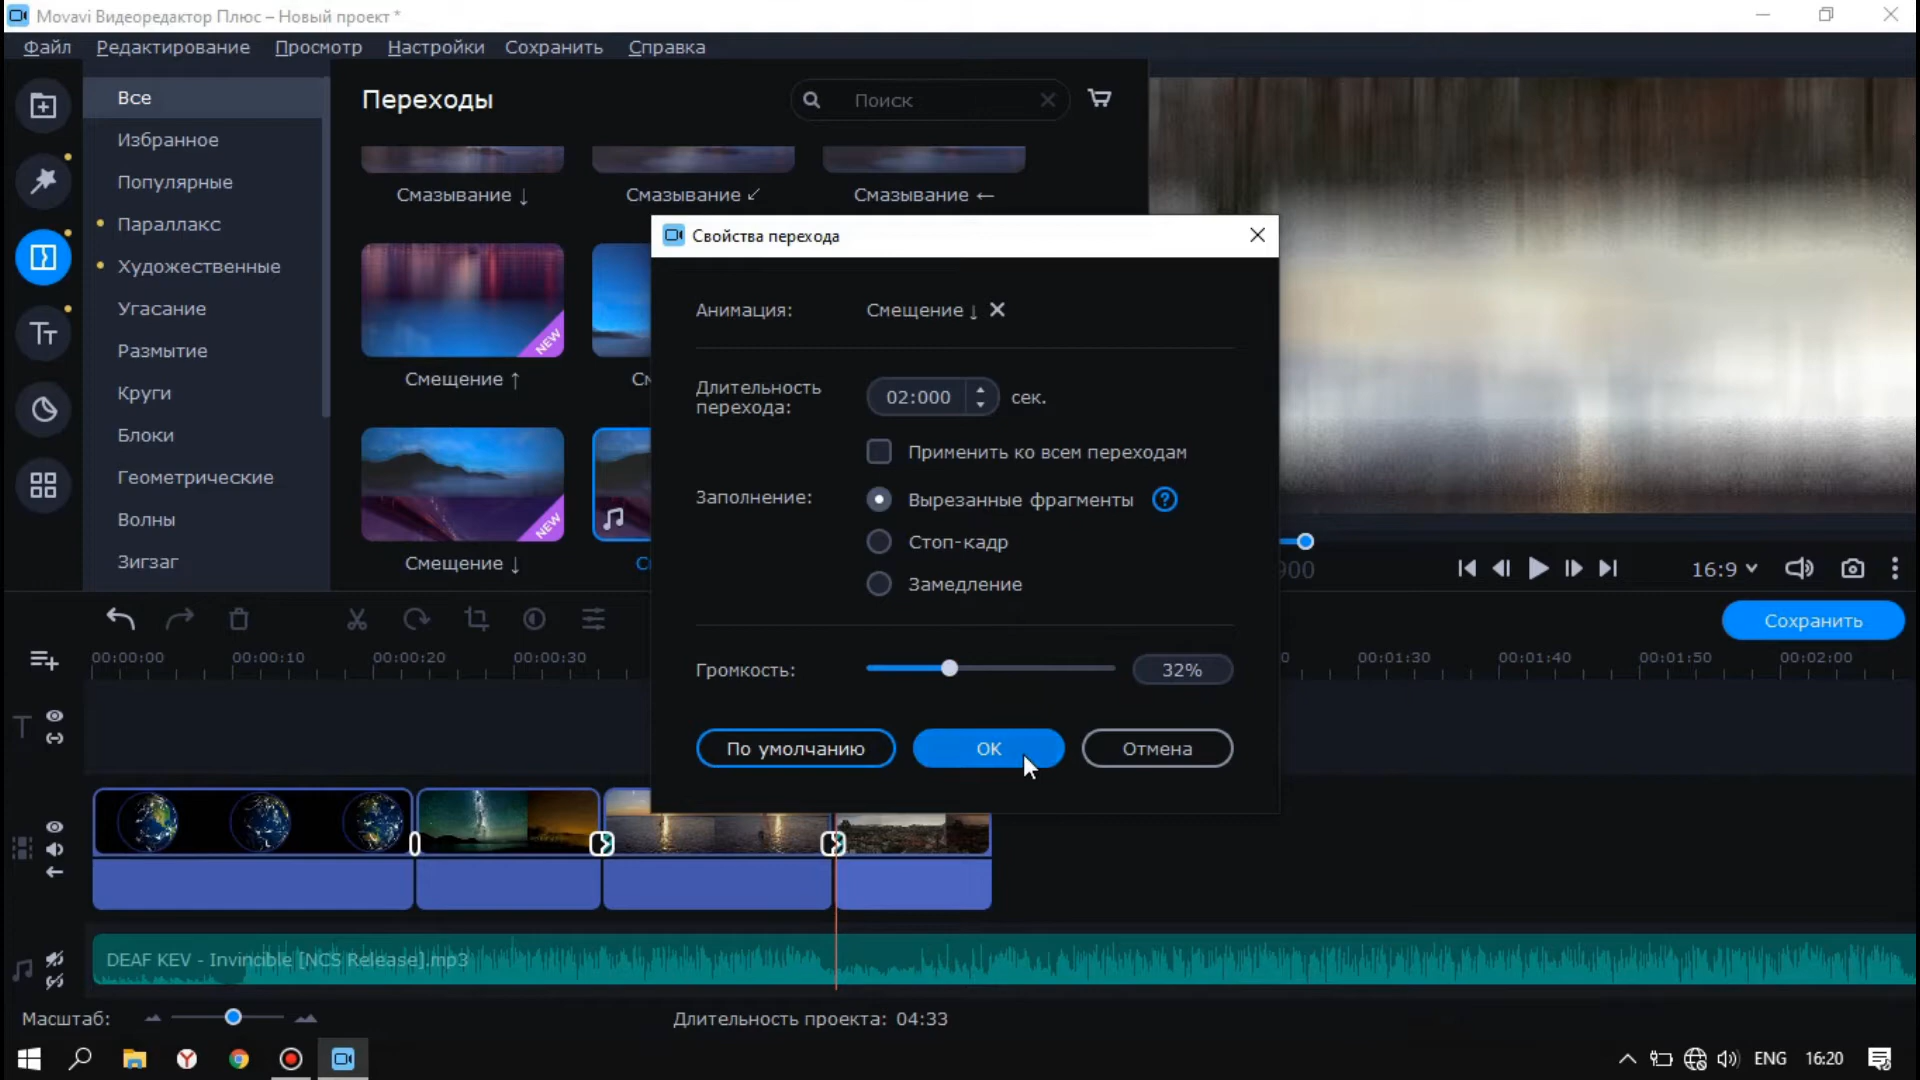 Movavi Видеоредактор Плюс – Новый проект *
Файл Редактирование Просмотр Настройки Сохранить Справка
Все
Избранное
Популярные
Параллакс
Художественные
Угасание
Размытие
Круги
Блоки
Геометрические
Волны
Зигзаг
Переходы
Поиск
Смазывание ↓
Смазывание ↙
Смазывание ←
NEW
Смещение ↑
NEW
Смещение ↓
Свойства перехода
Анимация: Смещение ↓
Длительность
перехода:
02:000 сек.
Применить ко всем переходам
Заполнение: Вырезанные фрагменты ?
Стоп-кадр
Замедление
Громкость: 32%
По умолчанию OK Отмена
900
16:9
Сохранить
00:00:00 00:00:10 00:00:20 00:00:30 0 00:01:30 00:01:40 00:01:50 00:02:00
DEAF KEV - Invincible [NCS Release].mp3
Масштаб:
Длительность проекта: 04:33
ENG 16:20